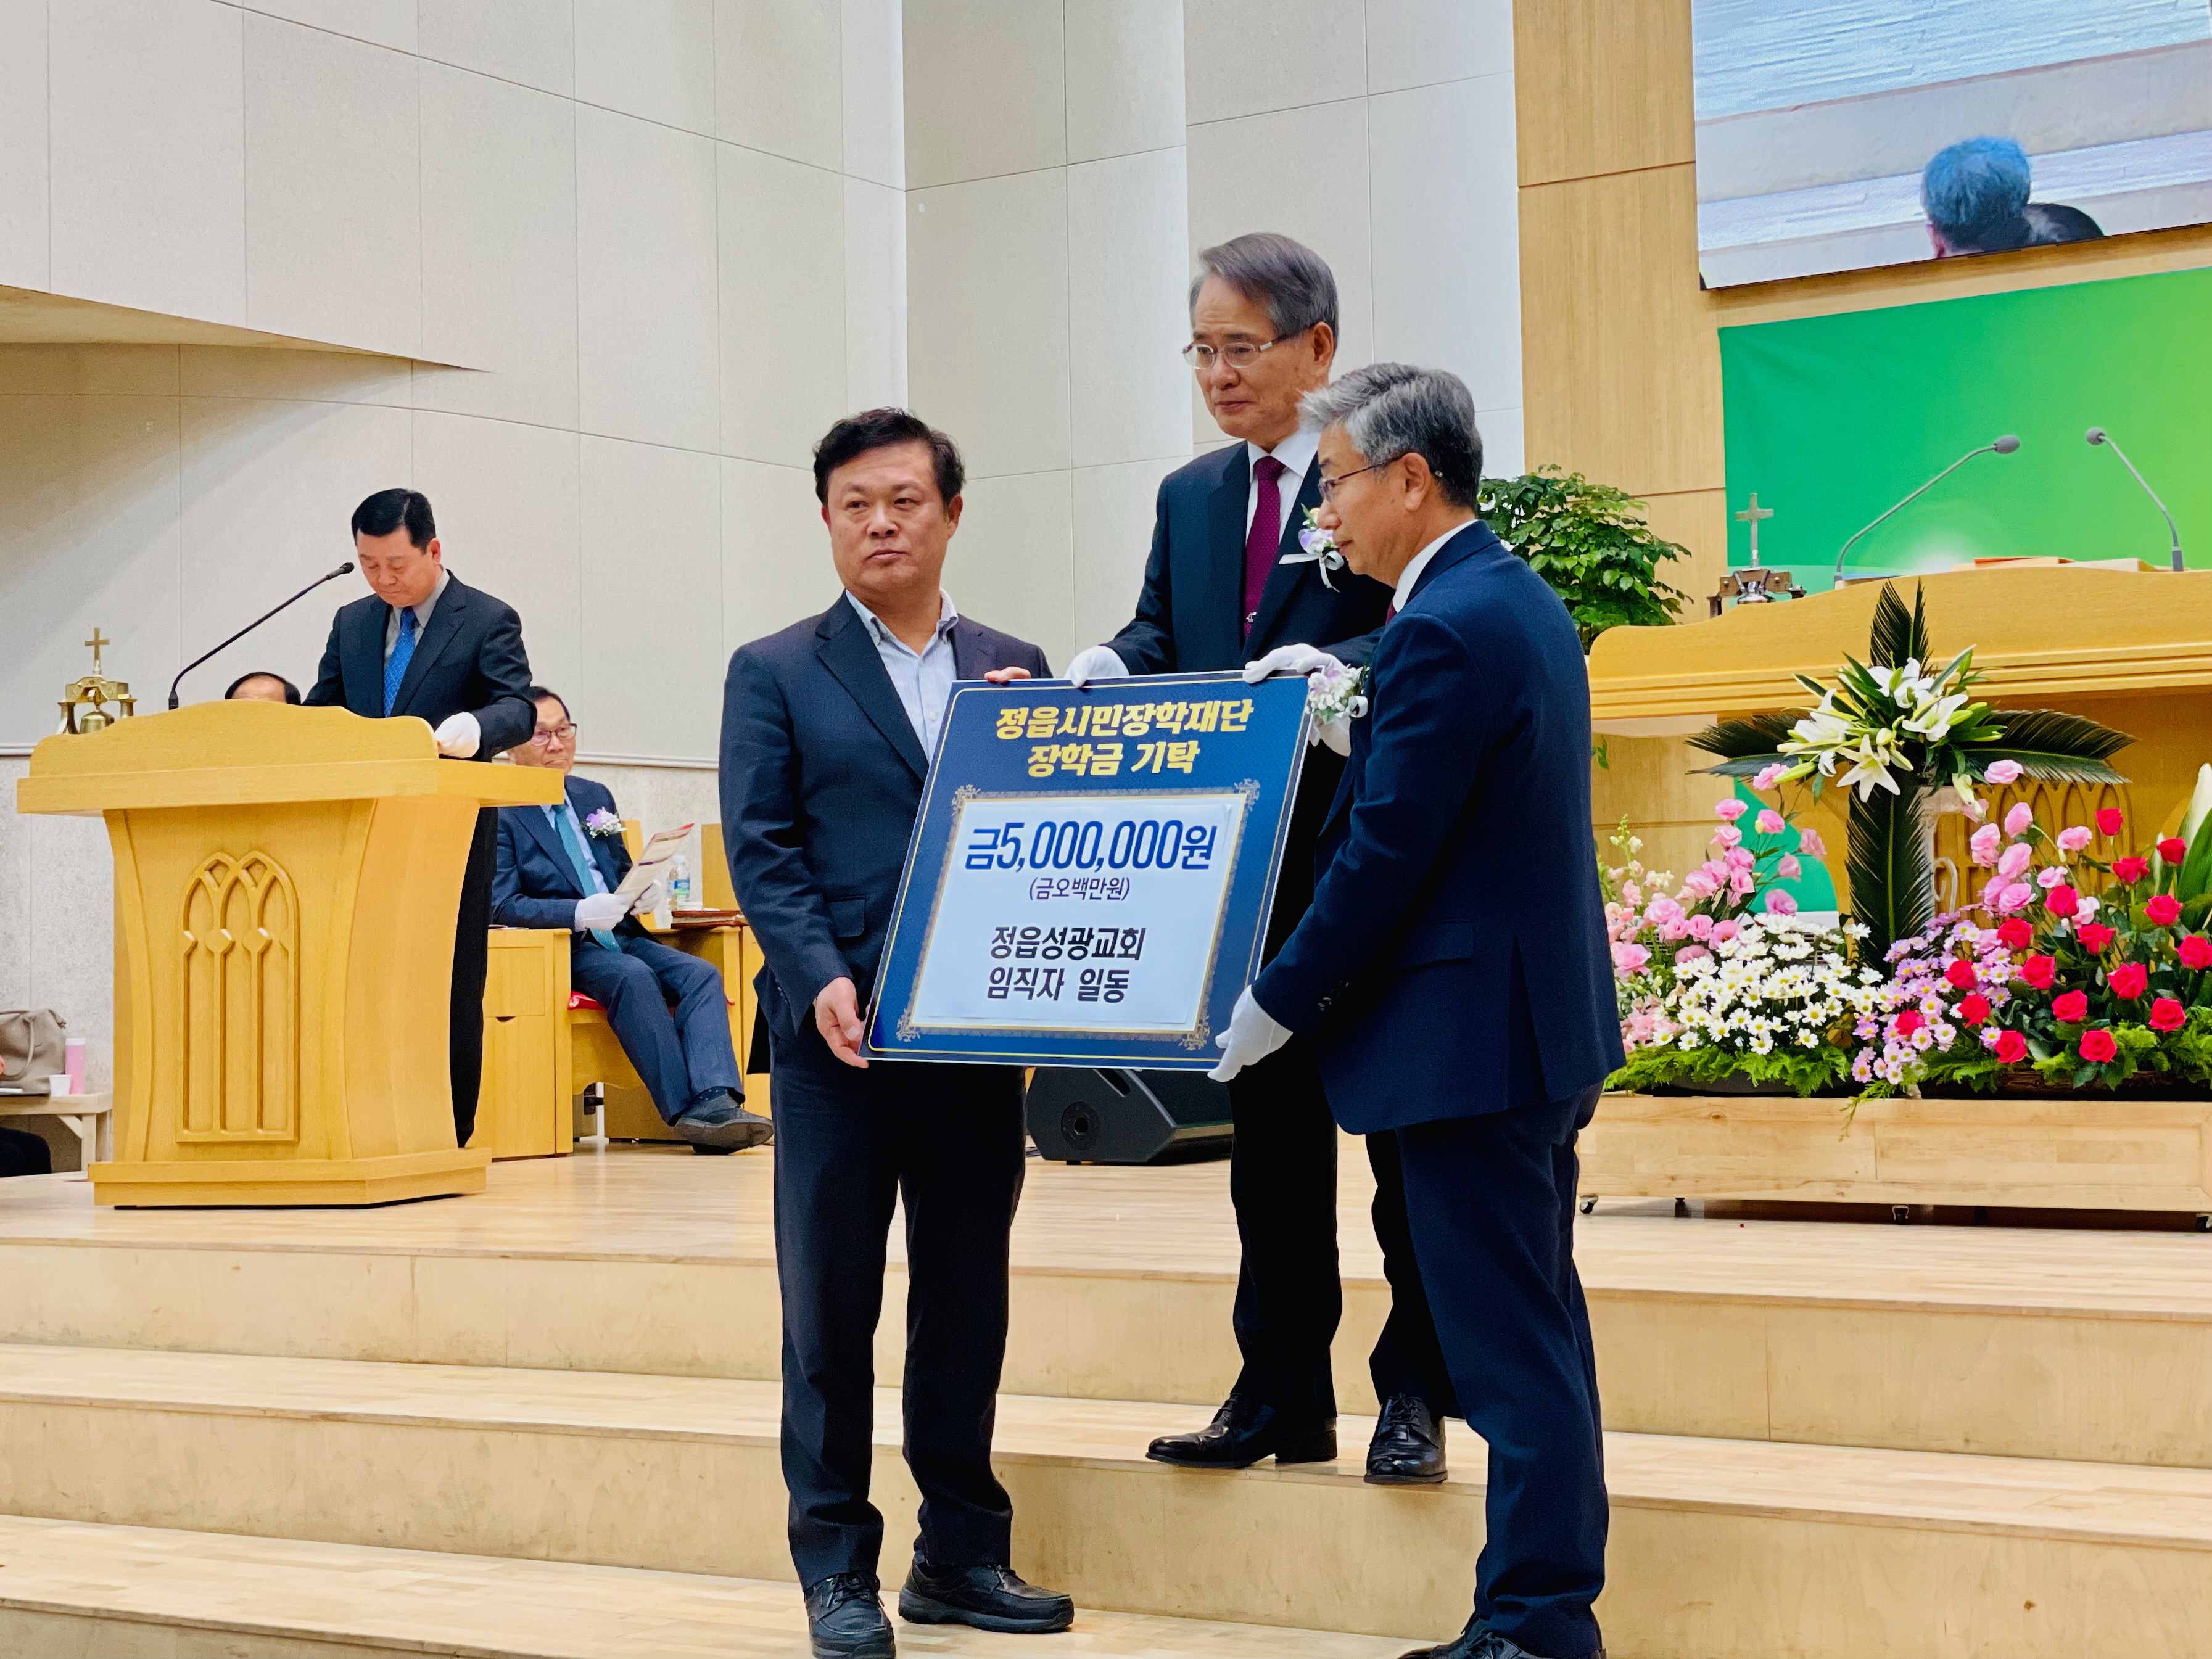 정읍시민장학재단
장학금 기탁
금5,000,000원
(금오백만원)
정읍성광교회
임직자 일동